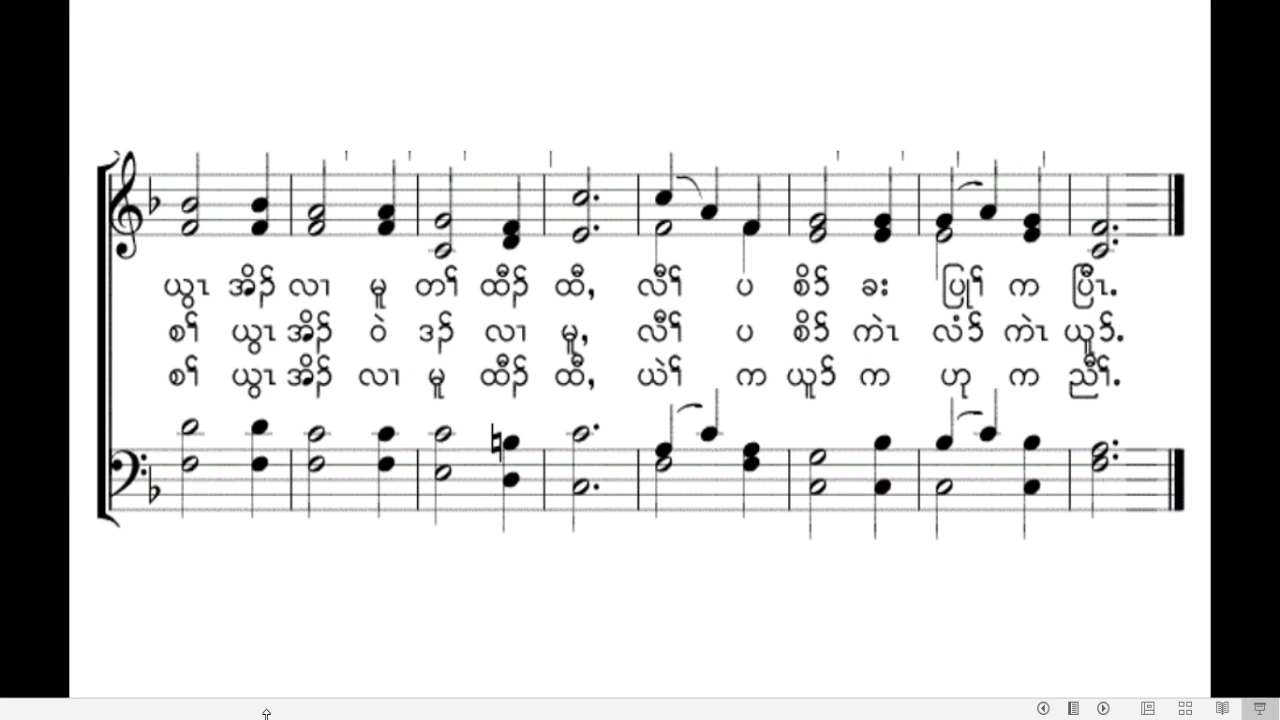 ယွၤ အိၣ် လၢ မူ တၢ် ထီၣ် ထီ, လီၢ် ပ စိာ် ခး ပြုၢ် က ပြီၤ.
စၢ် ယွၤ အိၣ် ဝဲ ဒၣ် လၢ မူ, လီၢ် ပ စိာ် ကဲၤ လံာ် ကဲၤ ယူာ်.
စၢ် ယွၤ အိၣ် လၢ မူ ထီၣ် ထီ, ယဲၢ် က ယူာ် က ဟု က ညီၢ်.